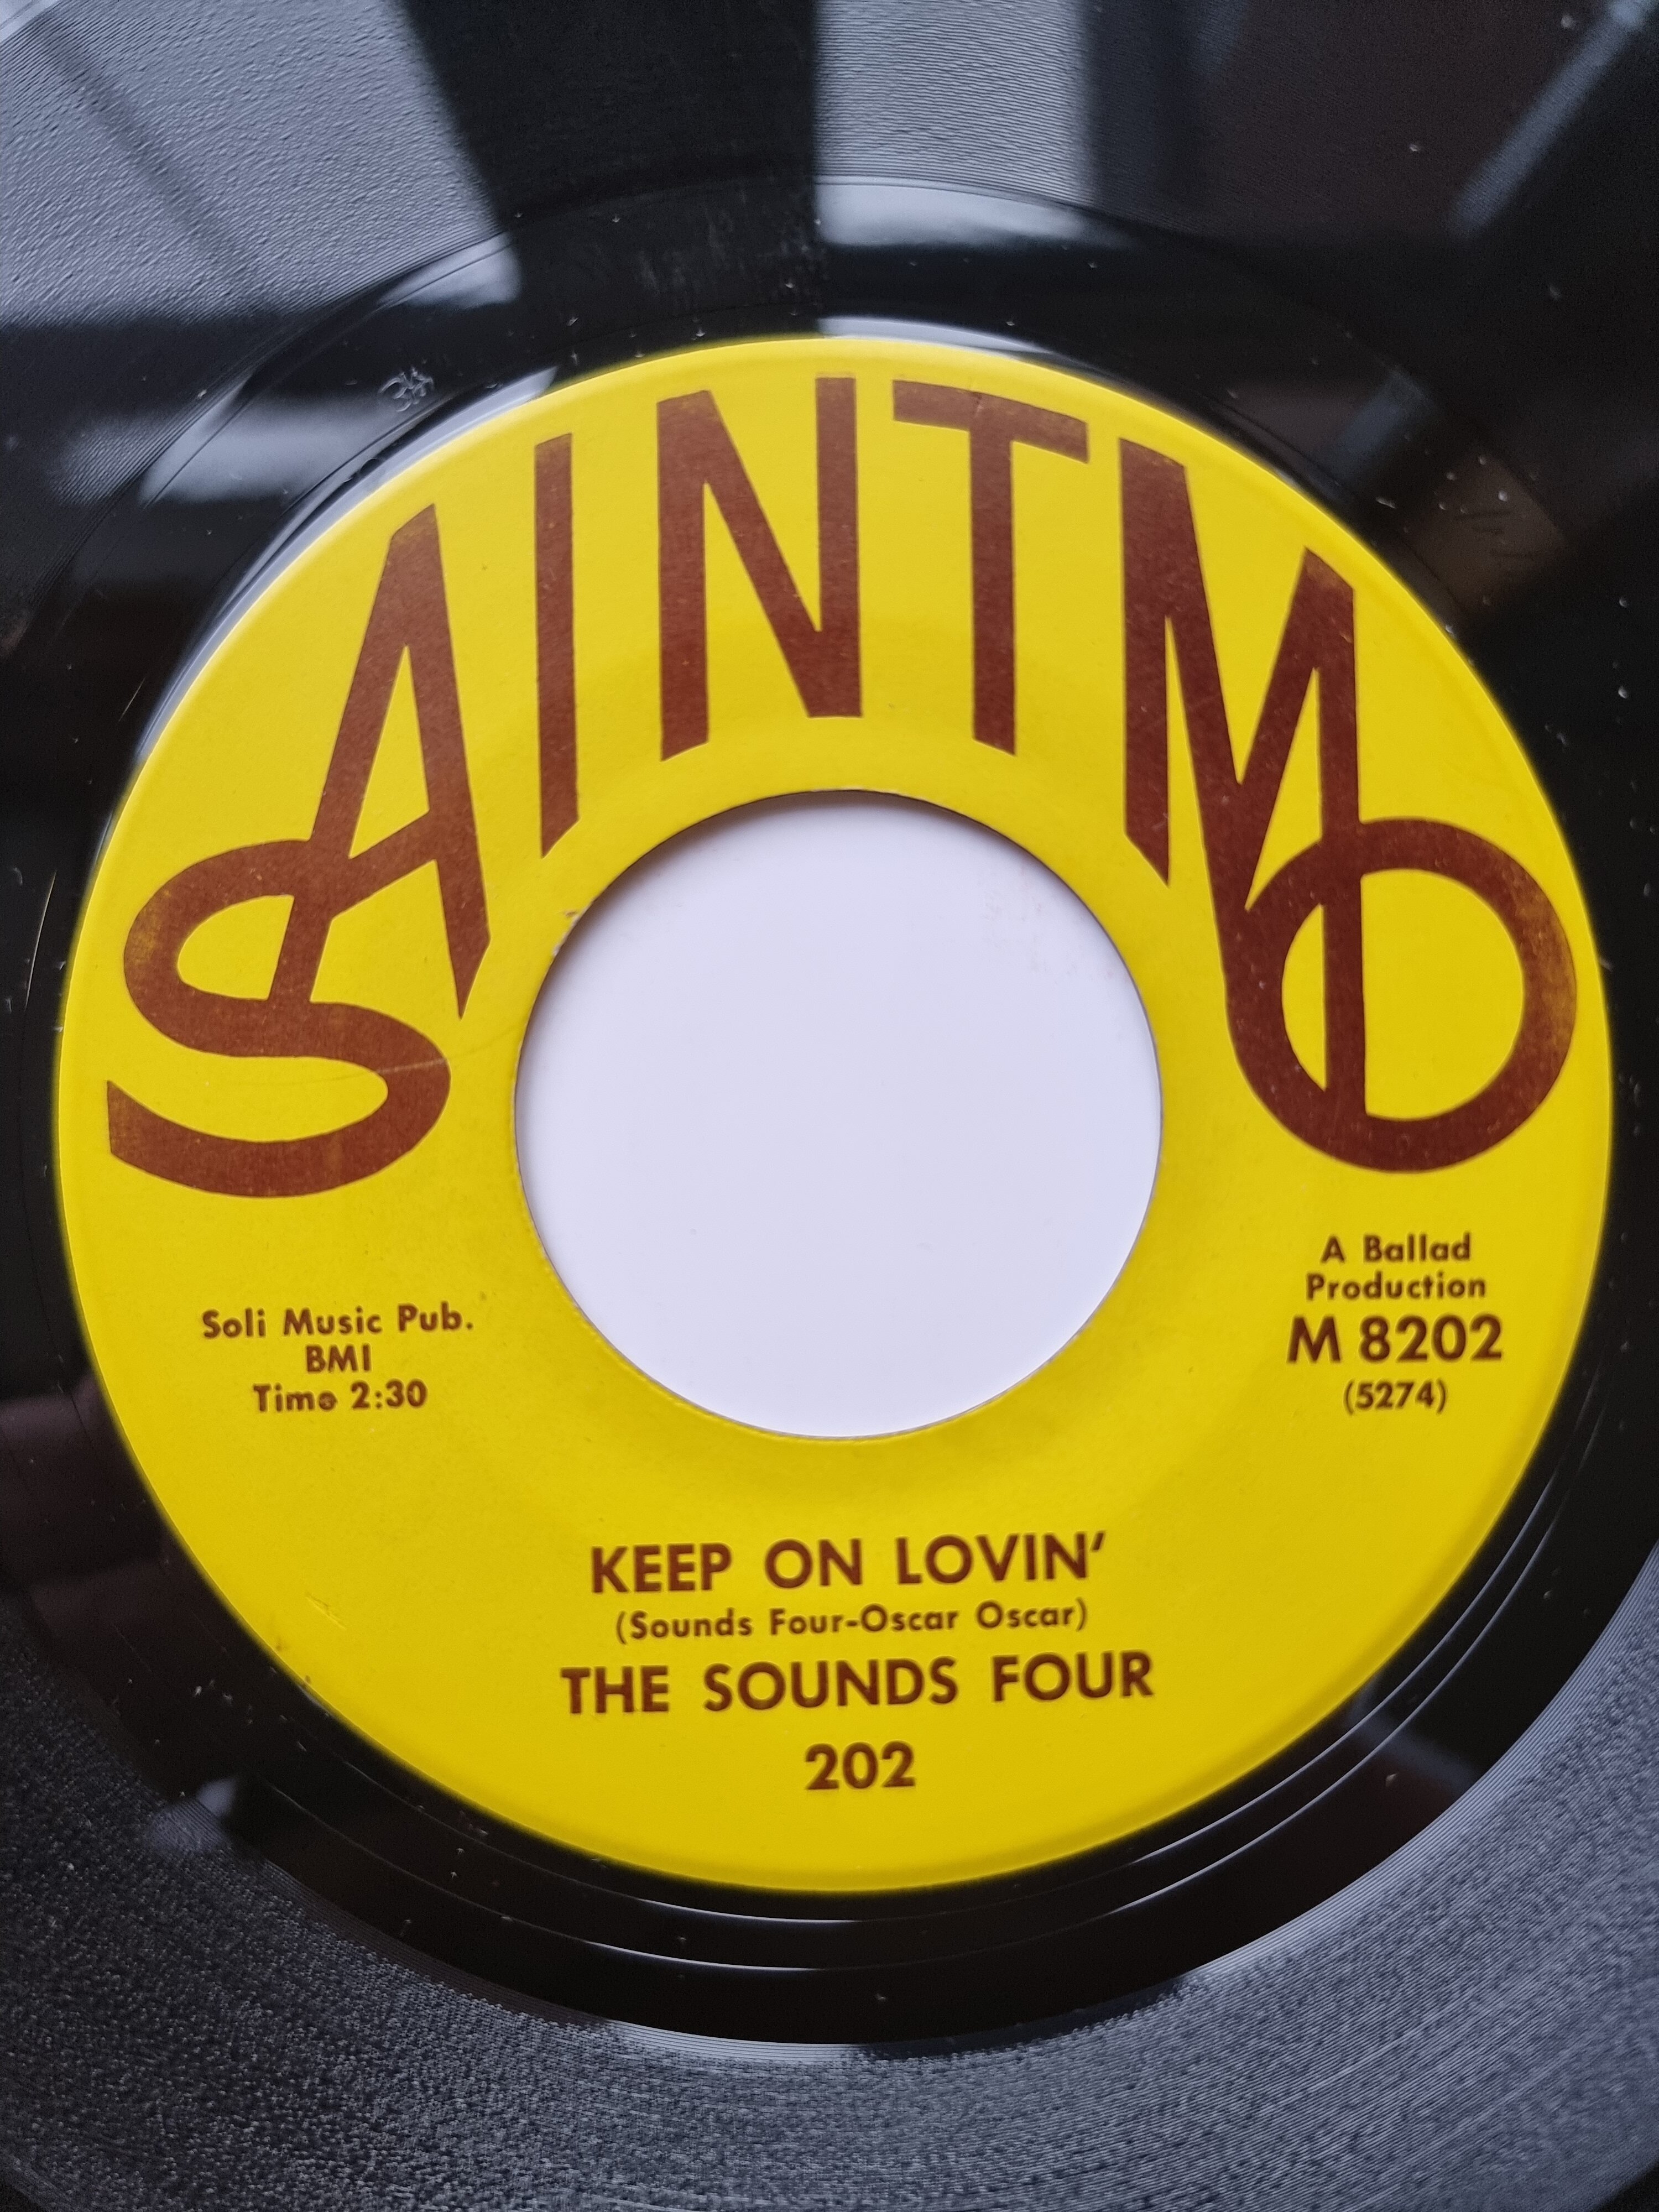 SAINTMO
Soli Music Pub.
BMI
Time 2:30
A Ballad
Production
M 8202
(5274)
KEEP ON LOVIN'
(Sounds Four-Oscar Oscar)
THE SOUNDS FOUR
202